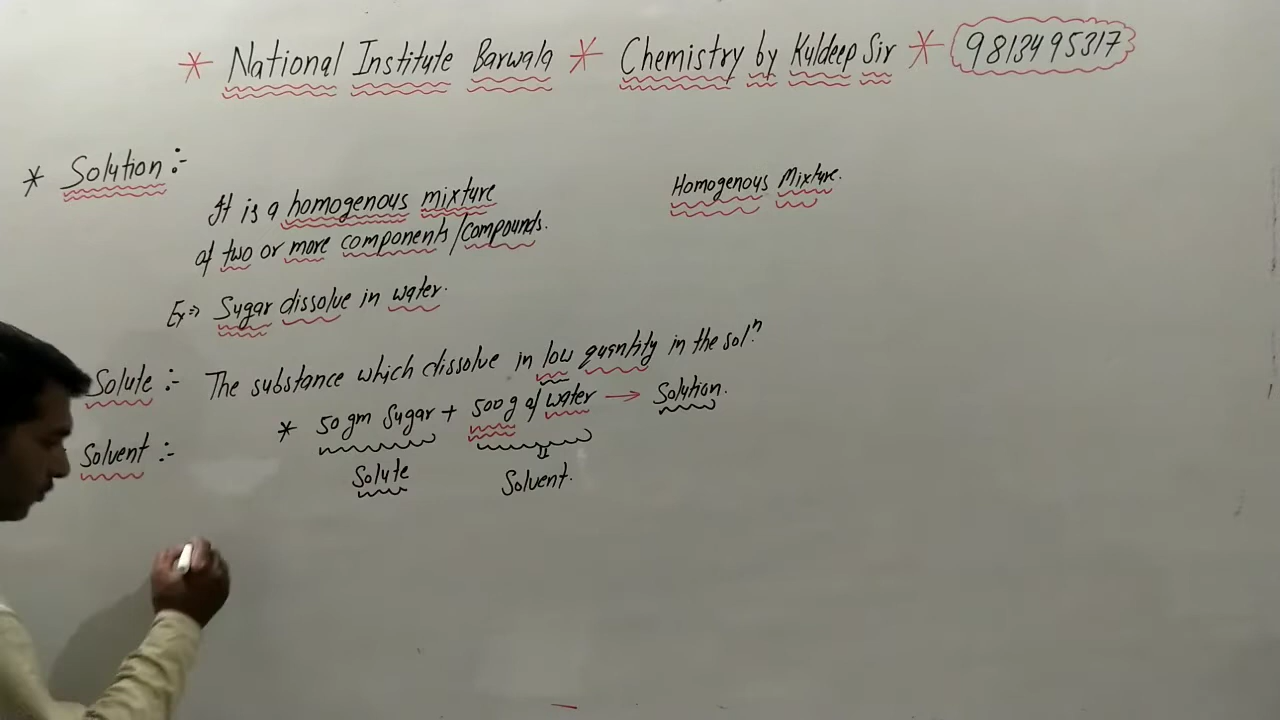 * National Institute Barwala * Chemistry by Kuldeep Sir * 9813495317
* Solution :-
It is a homogenous mixture
of two or more components/compounds.
Homogenous Mixture.
Ex⇒ Sugar dissolve in water.
Solute :- The substance which dissolve in low quantity in the solⁿ.
* 50 gm Sugar + 500 g of water → Solution.
Solvent :-
Solute
Solvent.